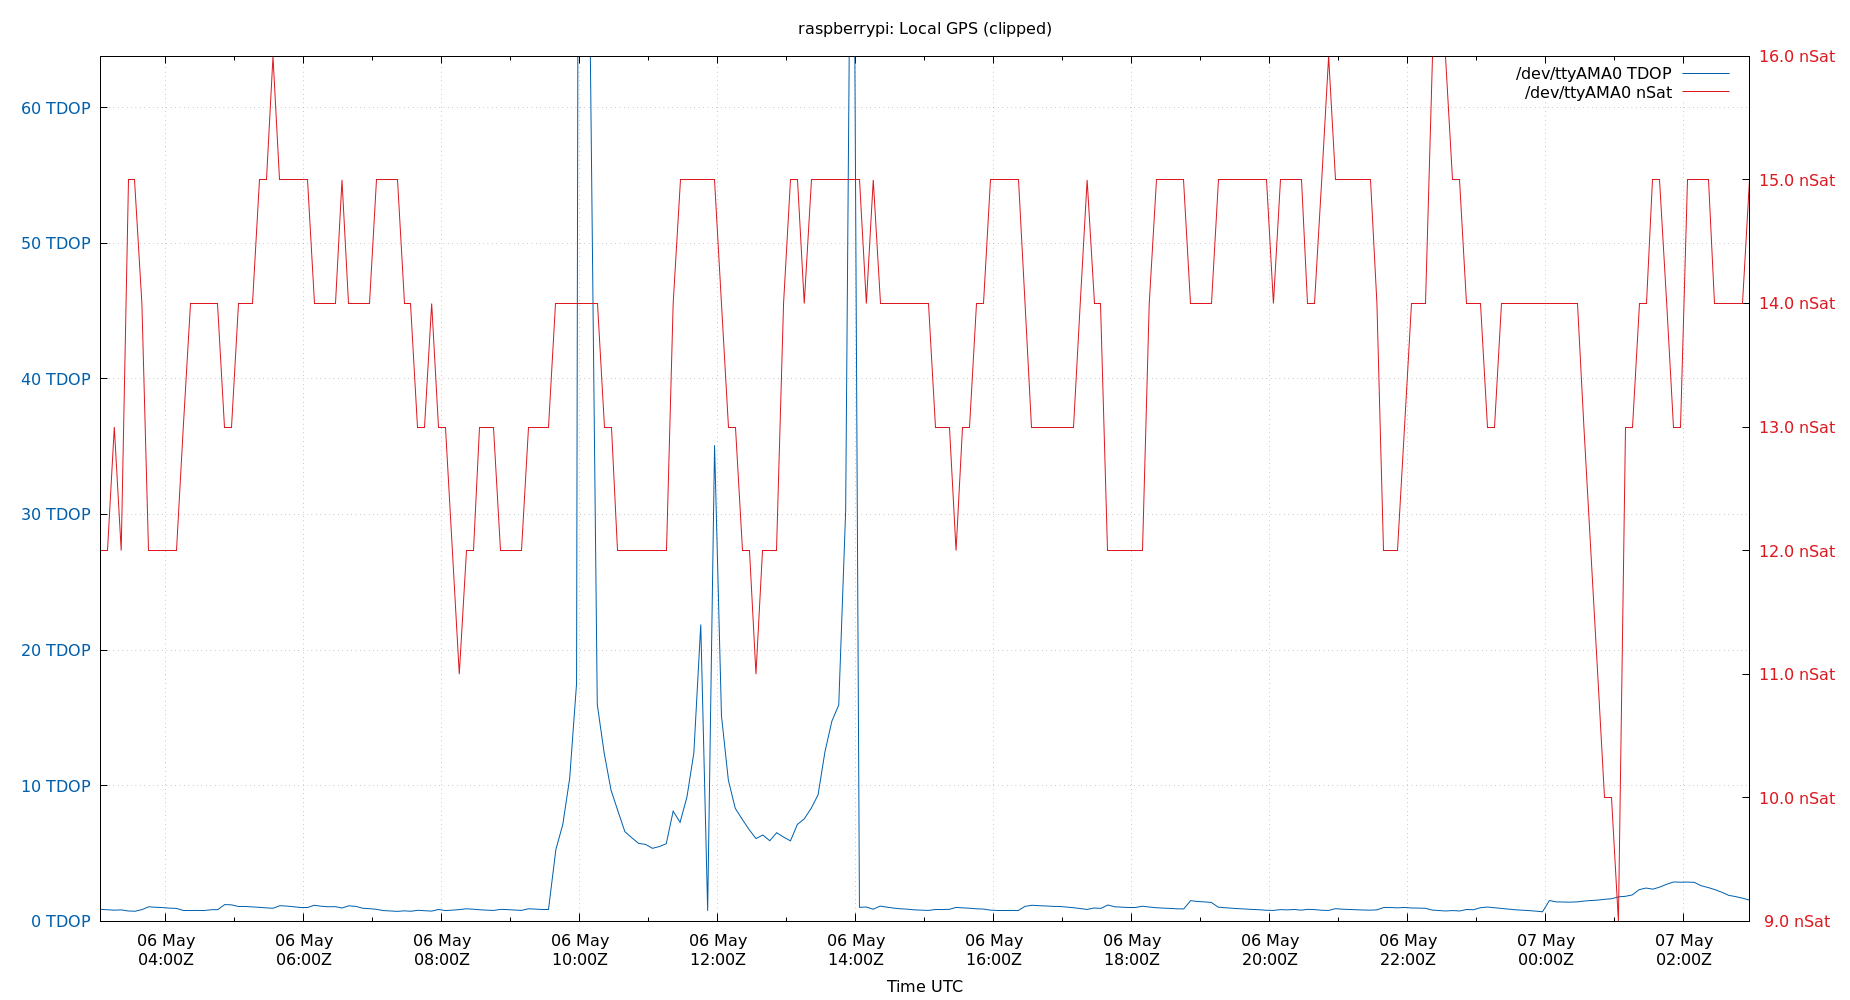 raspberrypi: Local GPS (clipped)
/dev/ttyAMA0 TDOP
/dev/ttyAMA0 nSat
60 TDOP
50 TDOP
40 TDOP
30 TDOP
20 TDOP
10 TDOP
0 TDOP
16.0 nSat
15.0 nSat
14.0 nSat
13.0 nSat
12.0 nSat
11.0 nSat
10.0 nSat
9.0 nSat
06 May
04:00Z
06 May
06:00Z
06 May
08:00Z
06 May
10:00Z
06 May
12:00Z
06 May
14:00Z
06 May
16:00Z
06 May
18:00Z
06 May
20:00Z
06 May
22:00Z
07 May
00:00Z
07 May
02:00Z
Time UTC